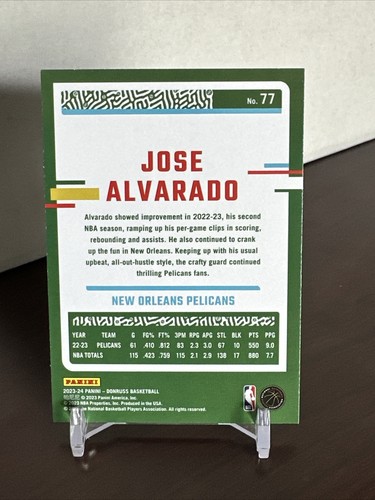 No. 77
JOSE
ALVARADO
Alvarado showed improvement in 2022-23, his second
NBA season, ramping up his per-game clips in scoring,
rebounding and assists. He also continued to crank
up the fun in New Orleans. Keeping up with his usual
upbeat, all-out-hustle style, the crafty guard continued
thrilling Pelicans fans.
NEW ORLEANS PELICANS
YEAR TEAM G FG% FT% 3PM RPG APG STL BLK PTS PPG
22-23 PELICANS 61 .410 .812 83 2.3 3.0 67 10 550 9.0
NBA TOTALS 115 .423 .759 115 2.1 2.9 138 17 880 7.7
PANINI
2023-24 PANINI - DONRUSS BASKETBALL
© 2023 Panini America, Inc.
© 2023 NBA Properties, Inc. Produced in the USA.
National Basketball Players Association. All rights reserved.